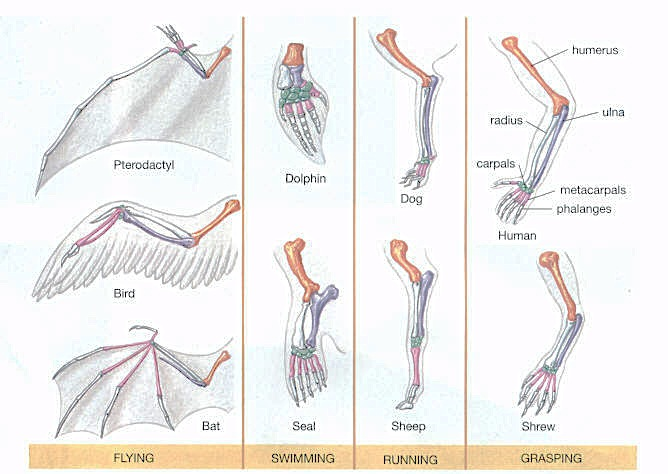 Pterodactyl
Bird
Bat
FLYING
Dolphin
Seal
SWIMMING
Dog
Sheep
RUNNING
humerus
radius
ulna
carpals
metacarpals
phalanges
Human
Shrew
GRASPING